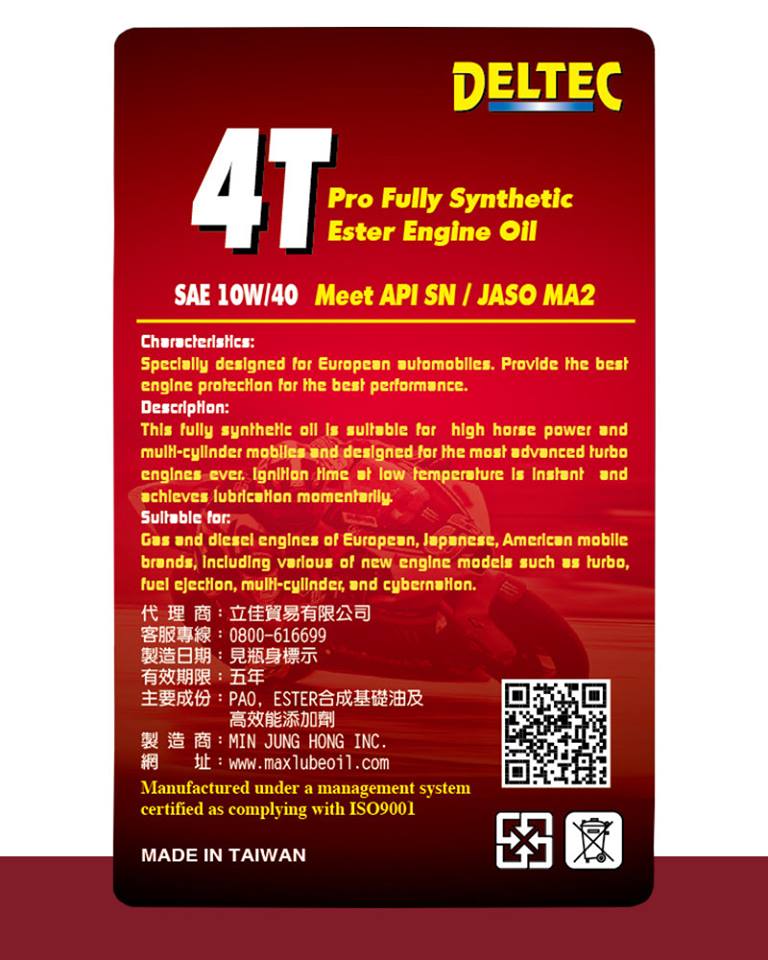 DELTEC
4T
Pro Fully Synthetic
Ester Engine Oil
SAE 10W/40 Meet API SN / JASO MA2
Characteristics:
Specially designed for European automobiles. Provide the best
engine protection for the best performance.
Description:
This fully synthetic oil is suitable for high horse power and
multi-cylinder mobiles and designed for the most advanced turbo
engines ever. Ignition time at low temperature is instant and
achieves lubrication momentarily.
Suitable for:
Gas and diesel engines of European, Japanese, American mobile
brands, including various of new engine models such as turbo,
fuel ejection, multi-cylinder, and cybernation.
代理商：立佳貿易有限公司
客服專線：0800-616699
製造日期：見瓶身標示
有效期限：五年
主要成份：PAO, ESTER合成基礎油及
高效能添加劑
製造商：MIN JUNG HONG INC.
網址：www.maxlubeoil.com
Manufactured under a management system
certified as complying with ISO9001
MADE IN TAIWAN